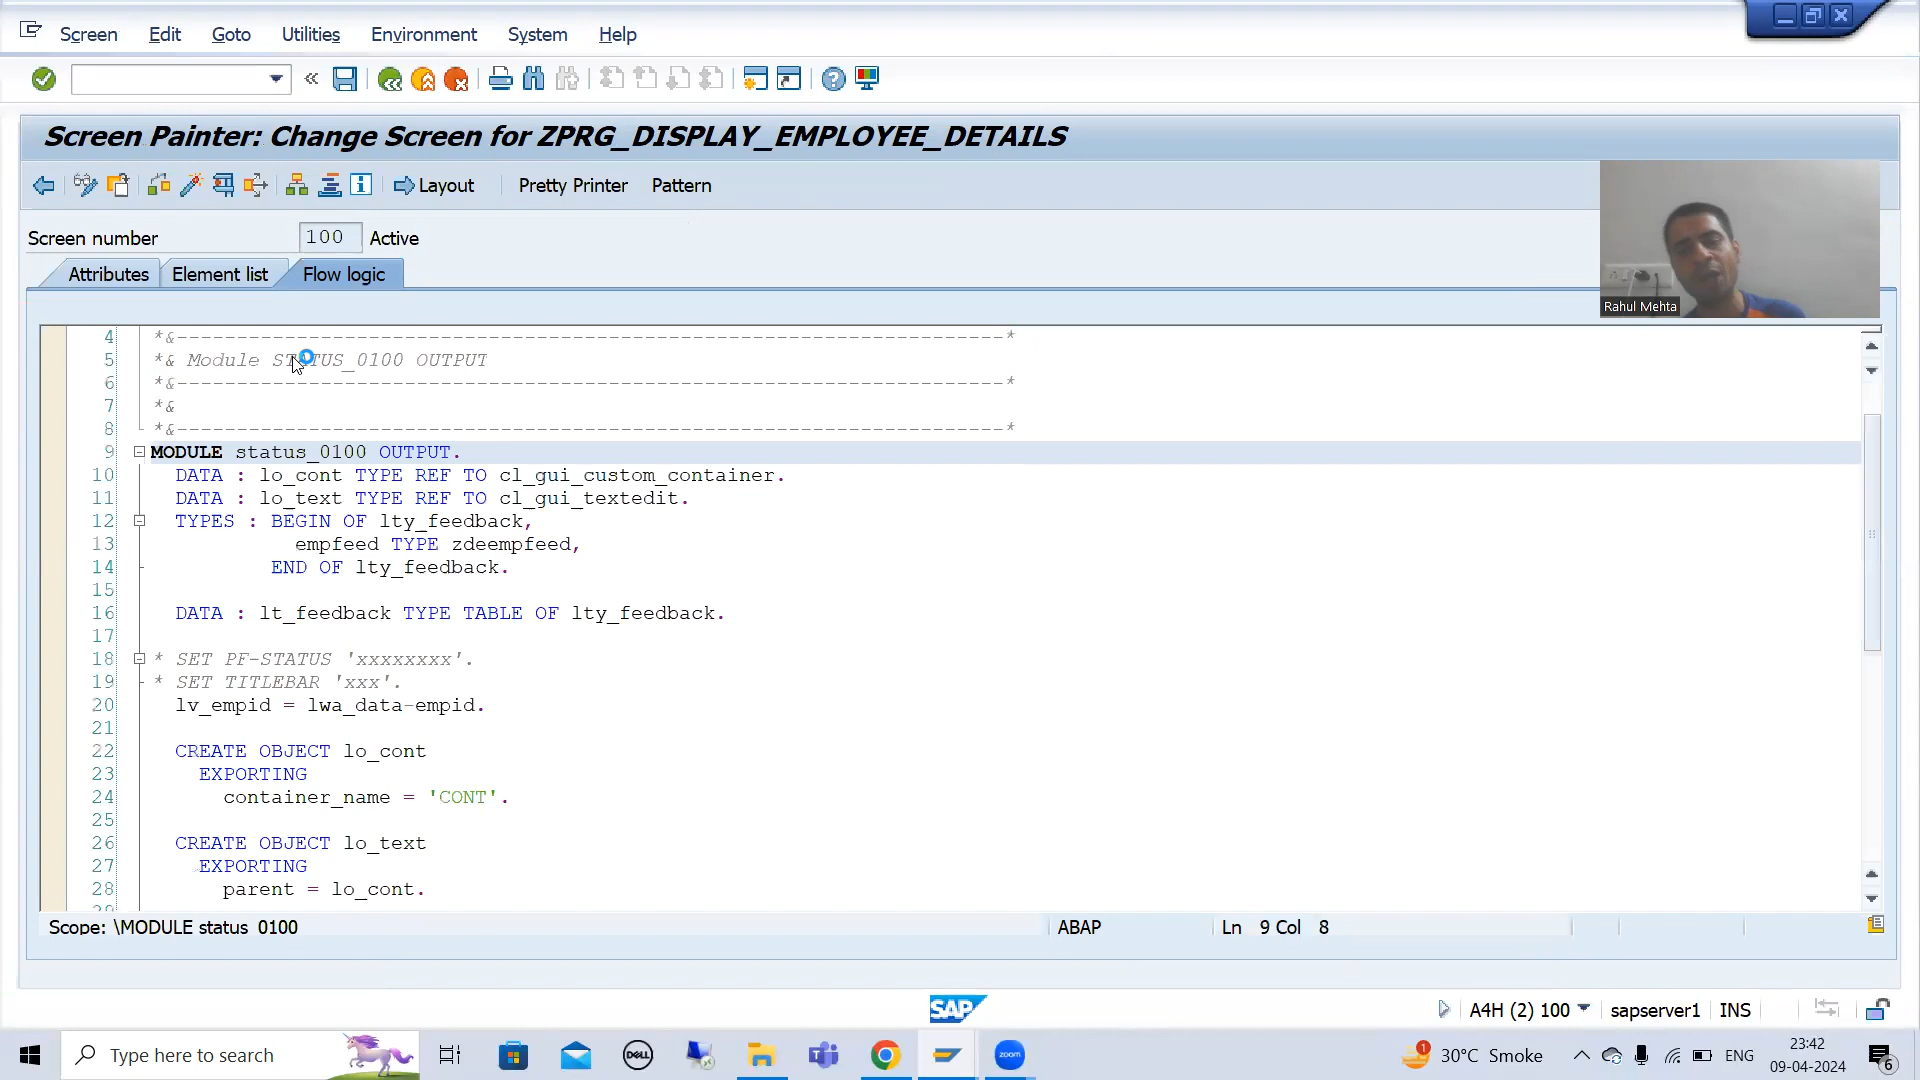 Screen Edit Goto Utilities Environment System Help
Screen Painter: Change Screen for ZPRG_DISPLAY_EMPLOYEE_DETAILS
Layout Pretty Printer Pattern
Screen number 100 Active
Attributes Element list Flow logic
Rahul Mehta
4 *&---------------------------------------------------------------------*
5 *& Module STATUS_0100 OUTPUT
6 *&---------------------------------------------------------------------*
7 *&
8 *&---------------------------------------------------------------------*
9 MODULE status_0100 OUTPUT.
10 DATA : lo_cont TYPE REF TO cl_gui_custom_container.
11 DATA : lo_text TYPE REF TO cl_gui_textedit.
12 TYPES : BEGIN OF lty_feedback,
13 empfeed TYPE zdeempfeed,
14 END OF lty_feedback.
15
16 DATA : lt_feedback TYPE TABLE OF lty_feedback.
17
18 * SET PF-STATUS 'xxxxxxxx'.
19 * SET TITLEBAR 'xxx'.
20 lv_empid = lwa_data-empid.
21
22 CREATE OBJECT lo_cont
23 EXPORTING
24 container_name = 'CONT'.
25
26 CREATE OBJECT lo_text
27 EXPORTING
28 parent = lo_cont.
Scope: \MODULE status_0100 ABAP Ln 9 Col 8
SAP A4H (2) 100 sapserver1 INS
Type here to search DELL zoom 1 30°C Smoke ENG 23:42
09-04-2024 6